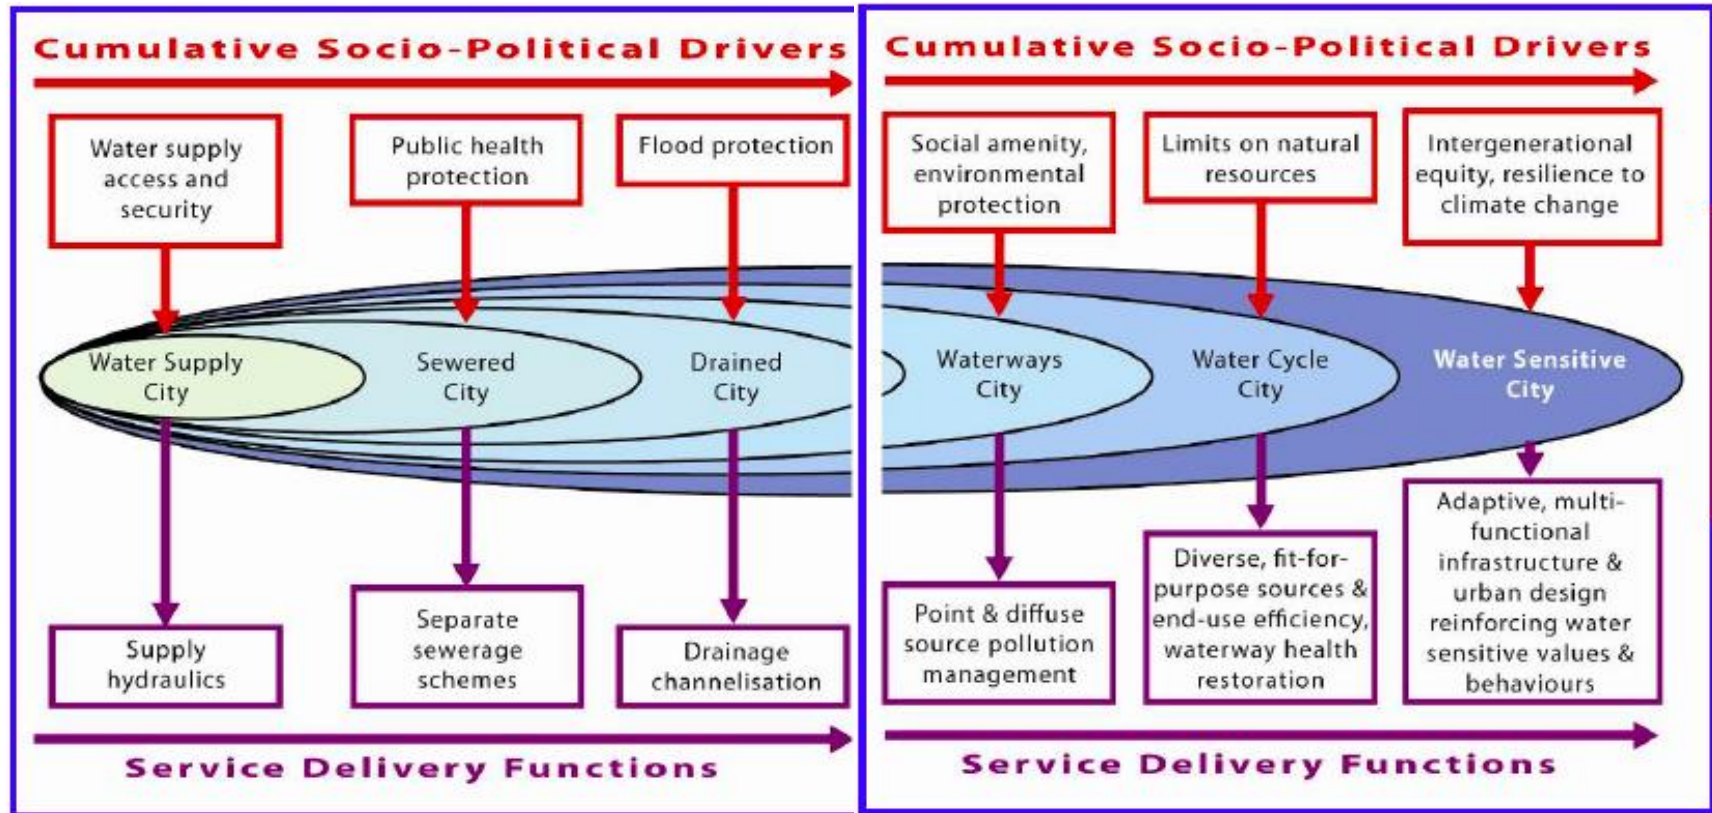 Cumulative Socio-Political Drivers
Water supply
access and
security
Public health
protection
Flood protection
Water Supply
City
Sewered
City
Drained
City
Supply
hydraulics
Separate
sewerage
schemes
Drainage
channelisation
Service Delivery Functions
Cumulative Socio-Political Drivers
Social amenity,
environmental
protection
Limits on natural
resources
Intergenerational
equity, resilience to
climate change
Waterways
City
Water Cycle
City
Water Sensitive
City
Point & diffuse
source pollution
management
Diverse, fit-for-
purpose sources &
end-use efficiency,
waterway health
restoration
Adaptive, multi-
functional
infrastructure &
urban design
reinforcing water
sensitive values &
behaviours
Service Delivery Functions